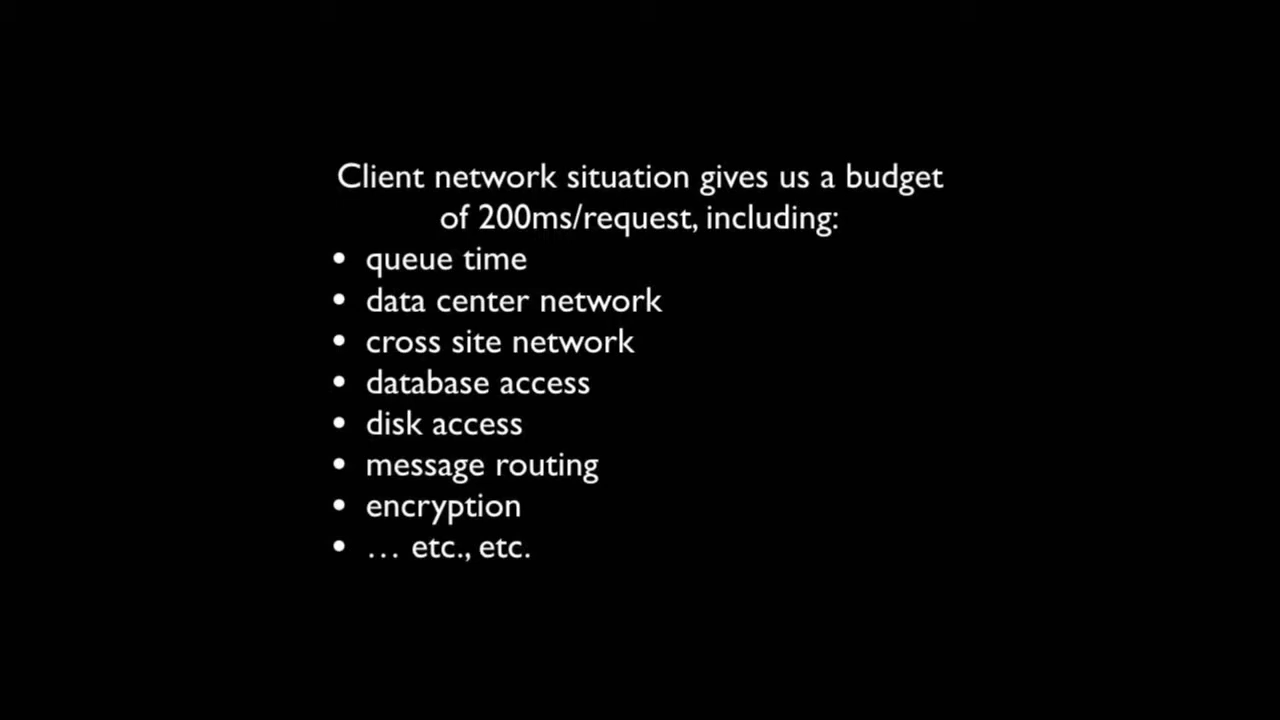 Client network situation gives us a budget
of 200ms/request, including:
• queue time
• data center network
• cross site network
• database access
• disk access
• message routing
• encryption
• … etc., etc.